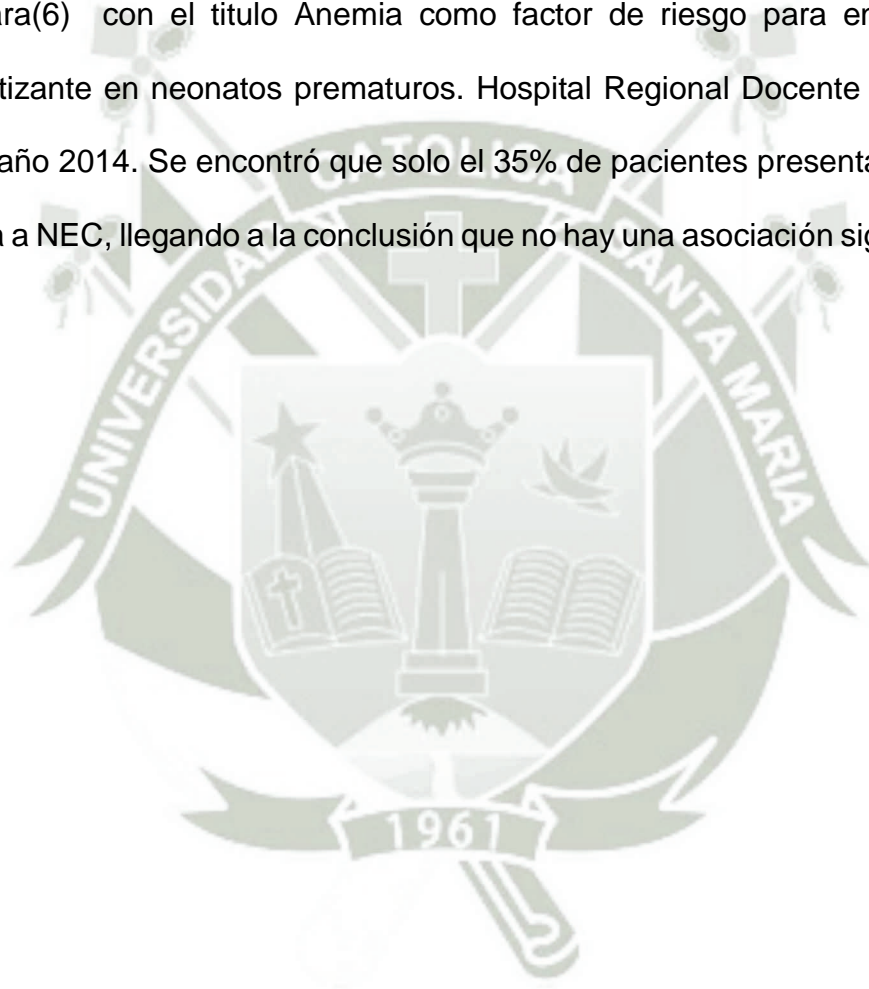 ara(6) con el titulo Anemia como factor de riesgo para en
tizante en neonatos prematuros. Hospital Regional Docente
año 2014. Se encontró que solo el 35% de pacientes presenta
a NEC, llegando a la conclusión que no hay una asociación sig
UNIVERSIDAD CATOLICA SANTA MARIA
1961